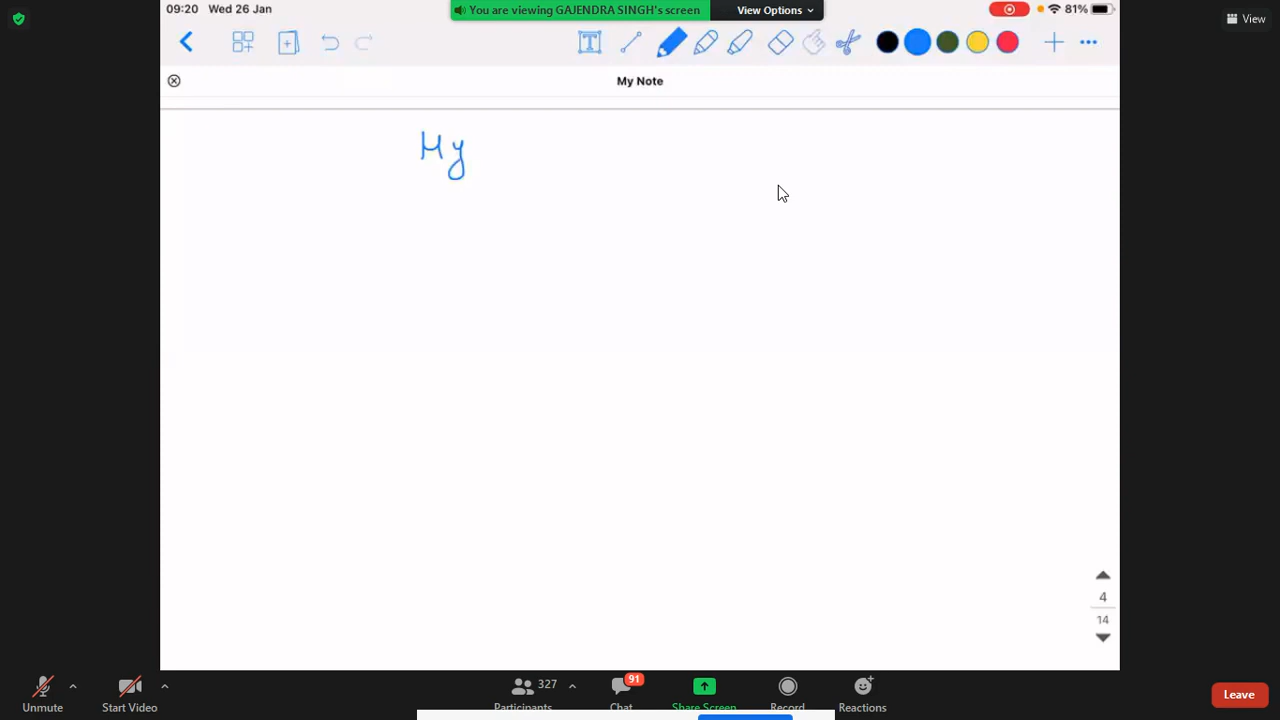 09:20 Wed 26 Jan
You are viewing GAJENDRA SINGH's screen
View Options
81%
View
T
My Note
My
4
14
Unmute
Start Video
327
Participants
91
Chat
Share Screen
Record
Reactions
Leave